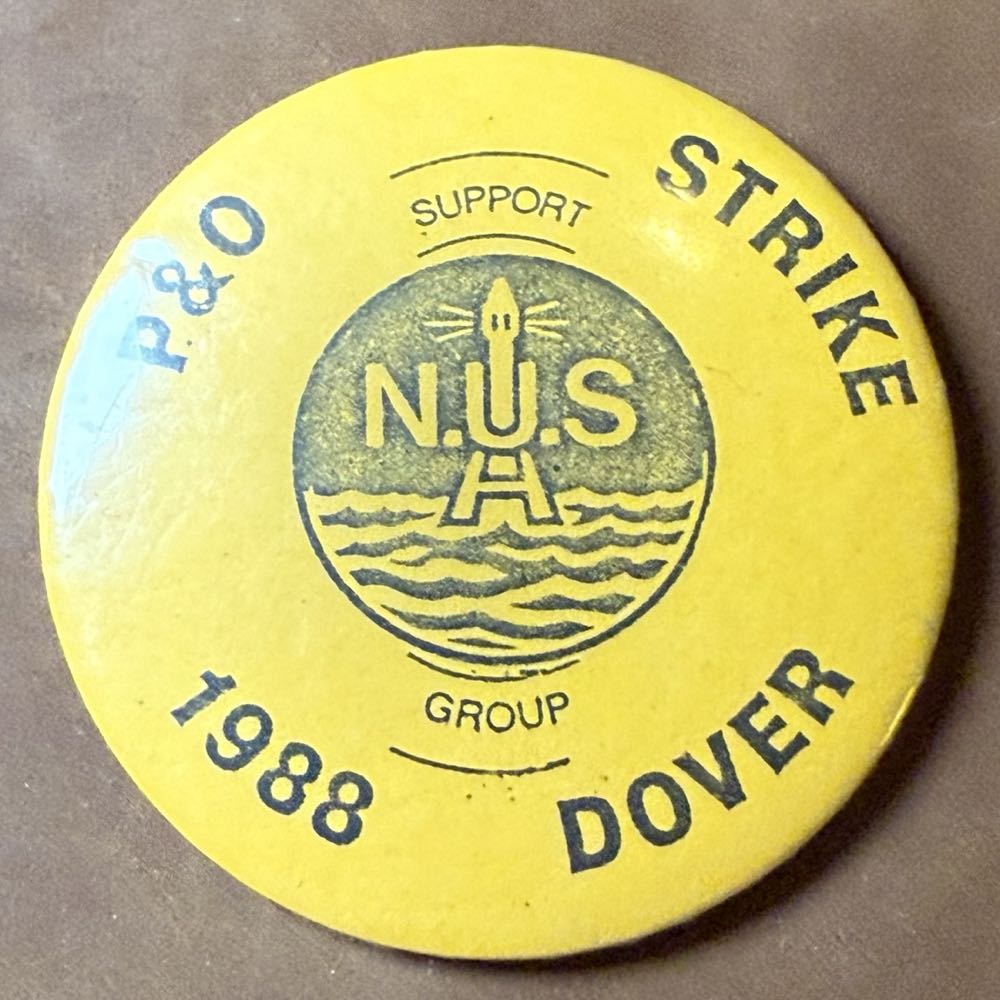 P&O STRIKE
SUPPORT
N.U.S
GROUP
1988 DOVER